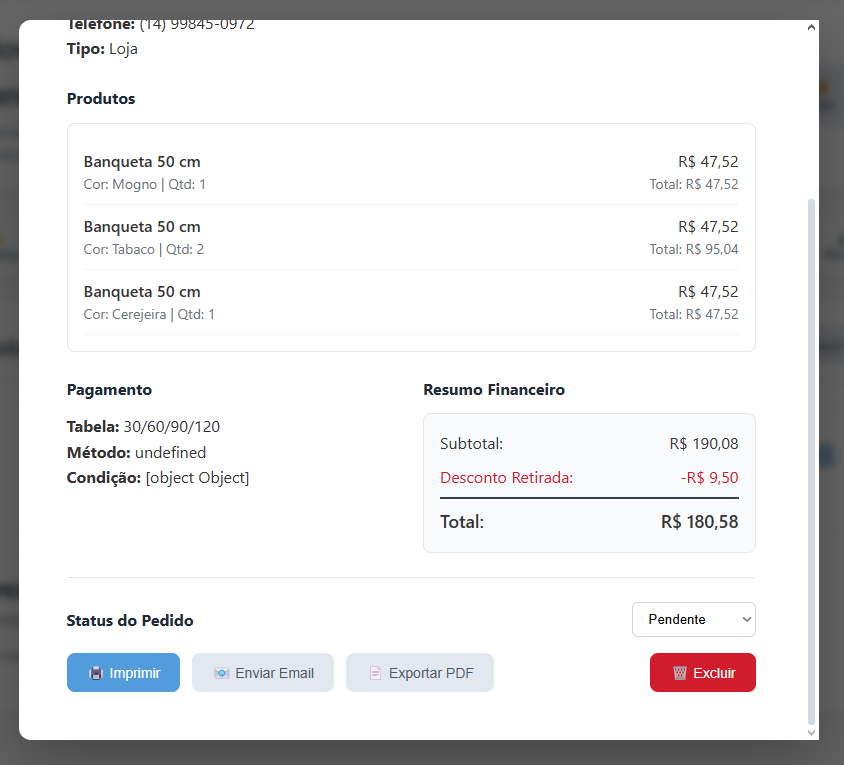 Telefone: (14) 99845-0972
Tipo: Loja
Produtos
Banqueta 50 cm R$ 47,52
Cor: Mogno | Qtd: 1 Total: R$ 47,52
Banqueta 50 cm R$ 47,52
Cor: Tabaco | Qtd: 2 Total: R$ 95,04
Banqueta 50 cm R$ 47,52
Cor: Cerejeira | Qtd: 1 Total: R$ 47,52
Pagamento
Tabela: 30/60/90/120
Método: undefined
Condição: [object Object]
Resumo Financeiro
Subtotal: R$ 190,08
Desconto Retirada: -R$ 9,50
Total: R$ 180,58
Status do Pedido Pendente
Imprimir Enviar Email Exportar PDF Excluir